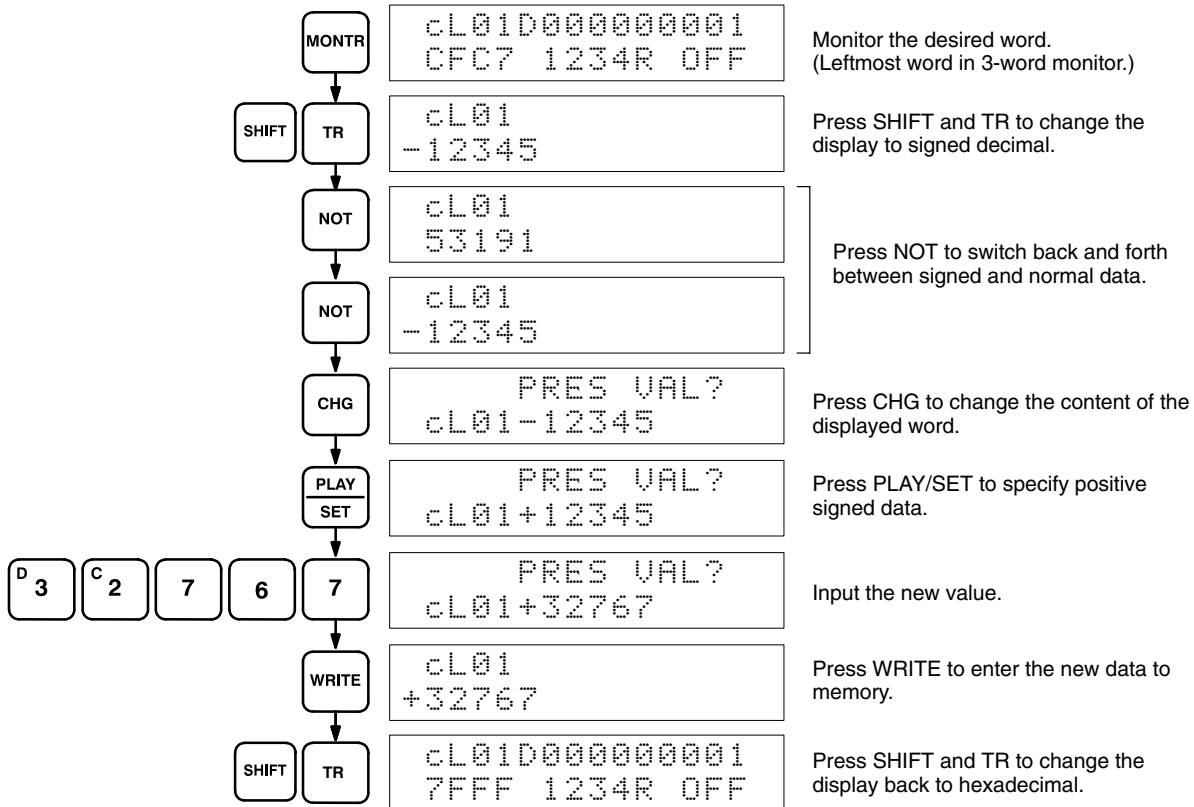 MONTR
cL01D000000001
CFC7 1234R OFF
Monitor the desired word.
(Leftmost word in 3-word monitor.)
SHIFT TR
cL01
-12345
Press SHIFT and TR to change the
display to signed decimal.
NOT
cL01
53191
NOT
cL01
-12345
Press NOT to switch back and forth
between signed and normal data.
CHG
PRES VAL?
cL01-12345
Press CHG to change the content of the
displayed word.
PLAY
SET
PRES VAL?
cL01+12345
Press PLAY/SET to specify positive
signed data.
D 3 C 2 7 6 7
PRES VAL?
cL01+32767
Input the new value.
WRITE
cL01
+32767
Press WRITE to enter the new data to
memory.
SHIFT TR
cL01D000000001
7FFF 1234R OFF
Press SHIFT and TR to change the
display back to hexadecimal.